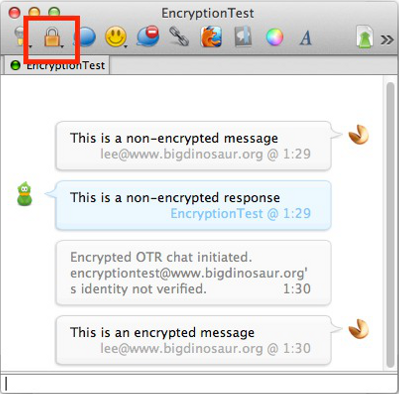 EncryptionTest
A
EncryptionTest
This is a non-encrypted message
lee@www.bigdinosaur.org @ 1:29
This is a non-encrypted response
EncryptionTest @ 1:29
Encrypted OTR chat initiated.
encryptiontest@www.bigdinosaur.org'
s identity not verified. 1:30
This is an encrypted message
lee@www.bigdinosaur.org @ 1:30